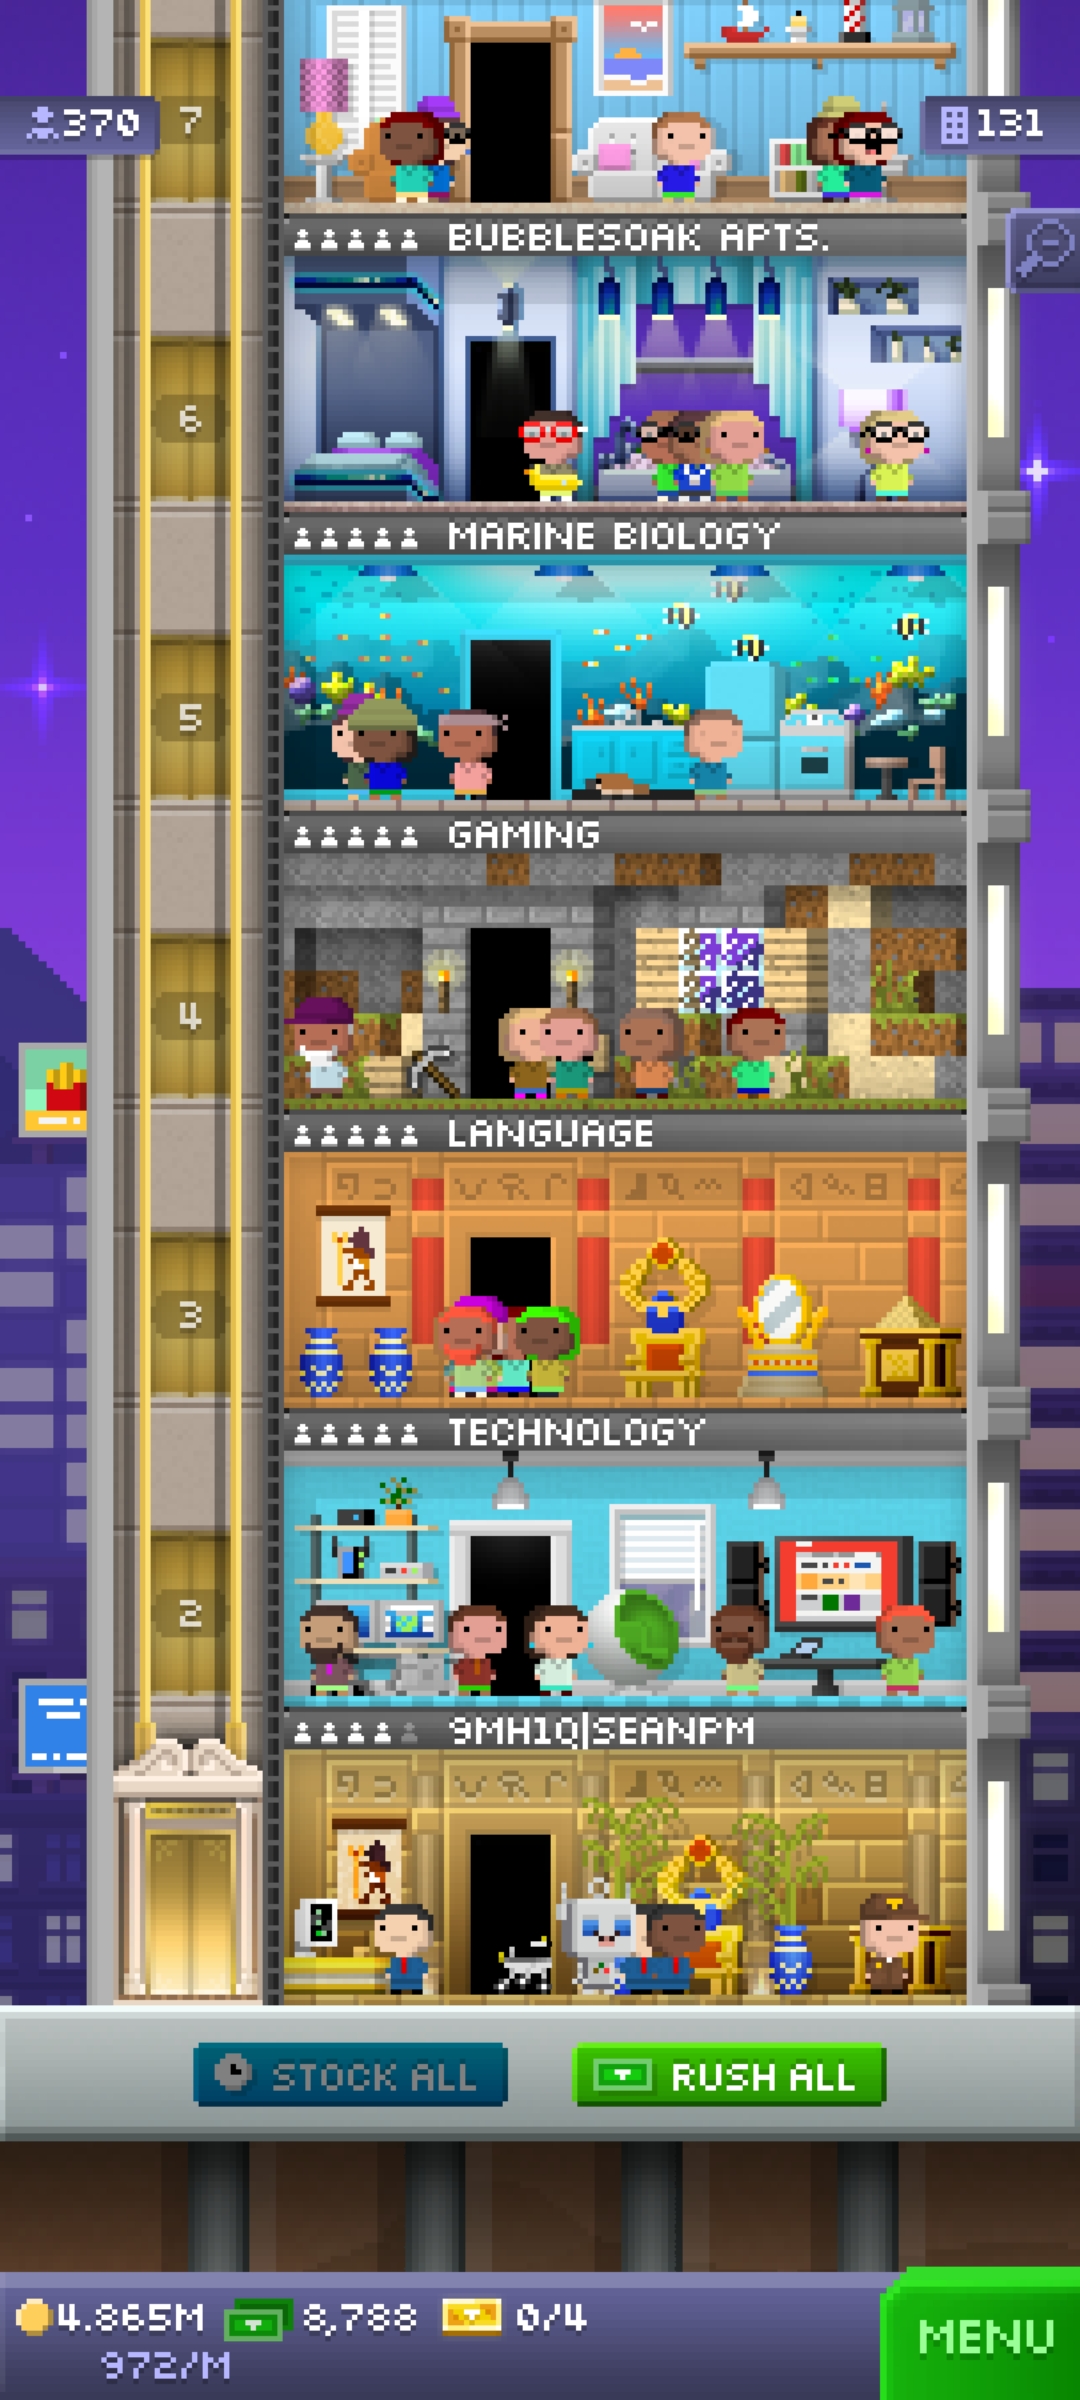 370
7
131
BUBBLESOAK APTS.
6
MARINE BIOLOGY
5
GAMING
4
LANGUAGE
3
TECHNOLOGY
2
9MH1Q|SEANPM
STOCK ALL
RUSH ALL
4.865M
8,788
0/4
MENU
972/M